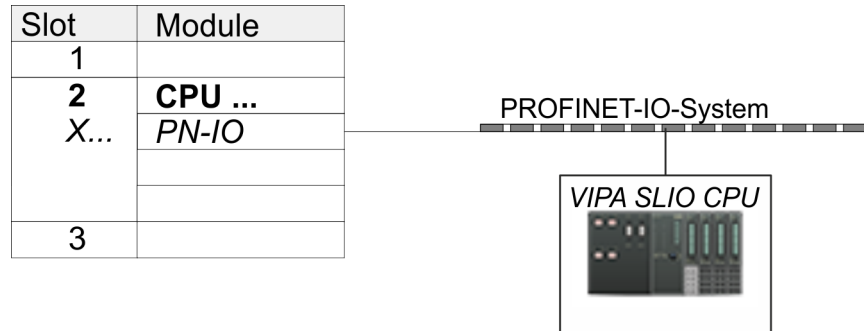 Slot Module
1
2 CPU ...
X... PN-IO
3
PROFINET-IO-System
VIPA SLIO CPU